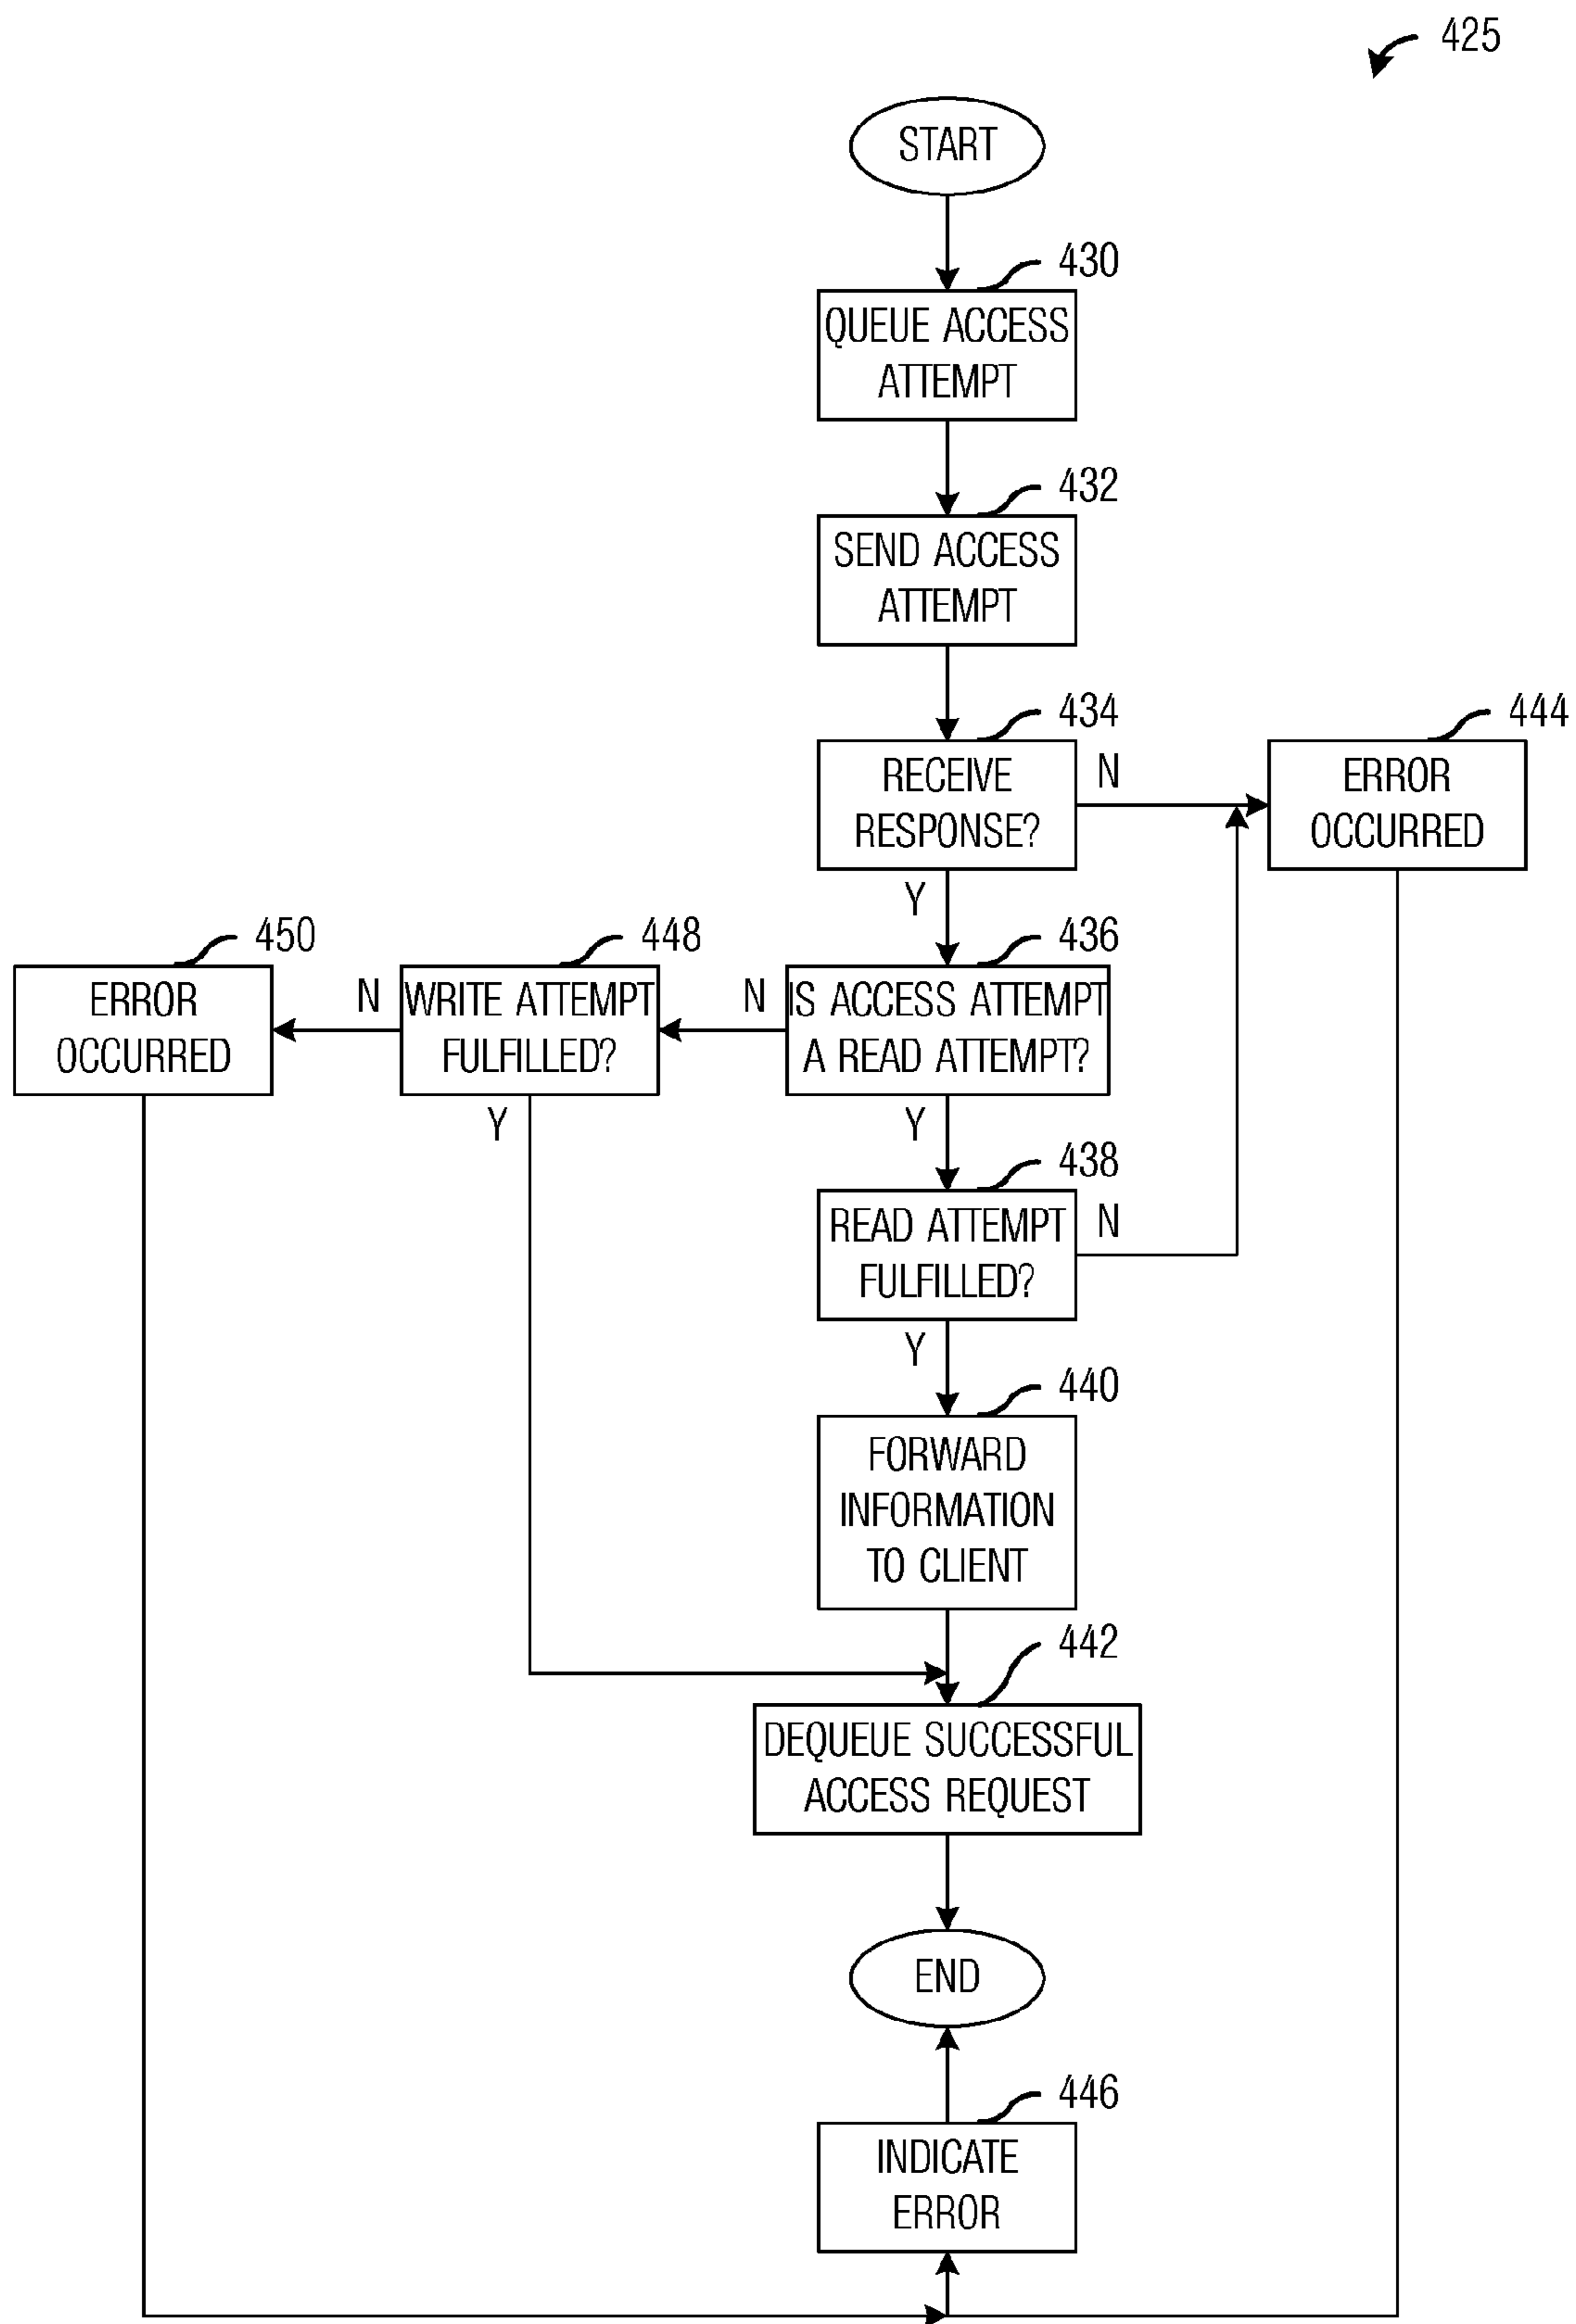 425
START
430
QUEUE ACCESS
ATTEMPT
432
SEND ACCESS
ATTEMPT
434
RECEIVE
RESPONSE?
N
Y
444
ERROR
OCCURRED
436
IS ACCESS ATTEMPT
A READ ATTEMPT?
N
Y
448
WRITE ATTEMPT
FULFILLED?
N
Y
450
ERROR
OCCURRED
438
READ ATTEMPT
FULFILLED?
N
Y
440
FORWARD
INFORMATION
TO CLIENT
442
DEQUEUE SUCCESSFUL
ACCESS REQUEST
END
446
INDICATE
ERROR